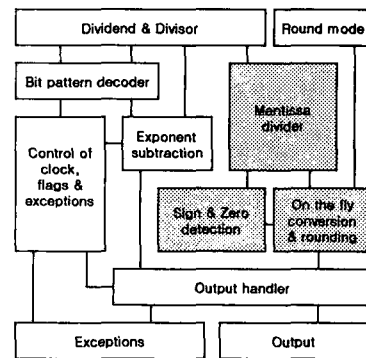 Dividend & Divisor
Round mode
Bit pattern decoder
Mantissa
divider
Control of
clock,
flags &
exceptions
Exponent
subtraction
Sign & Zero
detection
On the fly
conversion
& rounding
Output handler
Exceptions
Output